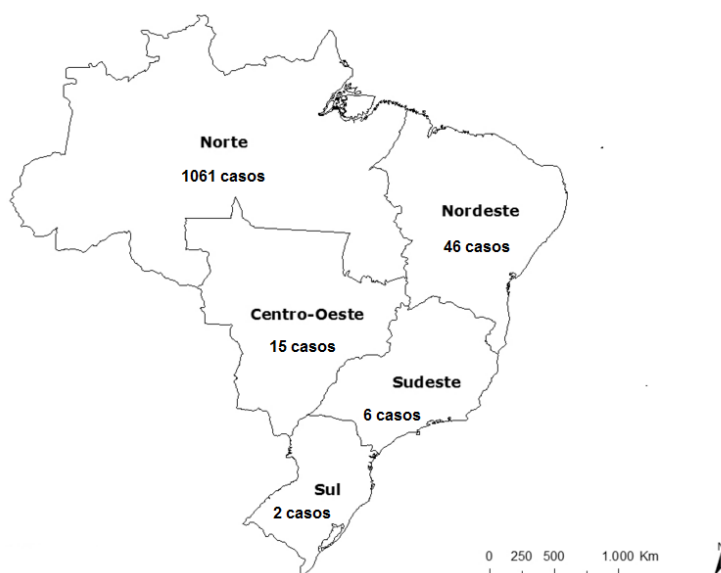 Norte
1061 casos
Nordeste
46 casos
Centro-Oeste
15 casos
Sudeste
6 casos
Sul
2 casos
0 250 500 1.000 Km